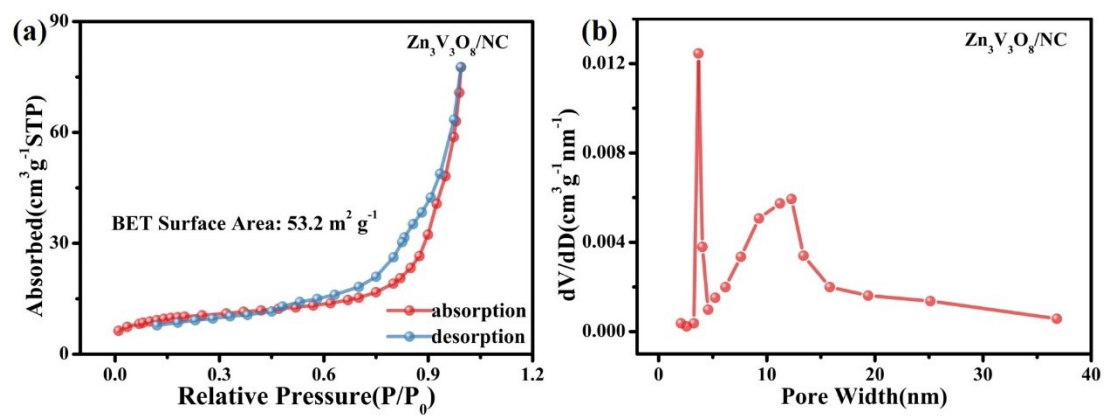 (a)
Zn₃V₃O₈/NC
90
60
30
0
Absorbed(cm³g⁻¹STP)
BET Surface Area: 53.2 m² g⁻¹
absorption
desorption
0.0 0.3 0.6 0.9 1.2
Relative Pressure(P/P₀)
(b)
Zn₃V₃O₈/NC
0.012
0.008
0.004
0.000
dV/dD(cm³g⁻¹nm⁻¹)
0 10 20 30 40
Pore Width(nm)